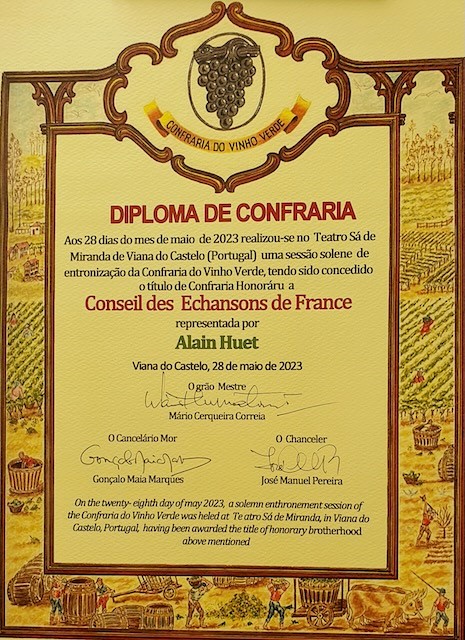 CONFRARIA DO VINHO VERDE
DIPLOMA DE CONFRARIA
Aos 28 dias do mes de maio de 2023 realizou-se no Teatro Sá de
Miranda de Viana do Castelo (Portugal) uma sessão solene de
entronização da Confraria do Vinho Verde, tendo sido concedido
o título de Confraria Honoráru a
Conseil des Echansons de France
representada por
Alain Huet
Viana do Castelo, 28 de maio de 2023
O grão Mestre
Mário Cerqueira Correia
O Cancelário Mor
Gonçalo Maia Marques
O Chanceler
José Manuel Pereira
On the twenty- eighth day of may 2023, a solemn enthronement session of
the Confraria do Vinho Verde was heled at Te atro Sá de Miranda, in Viana do
Castelo, Portugal, having been awarded the title of honorary brotherhood
above mentioned